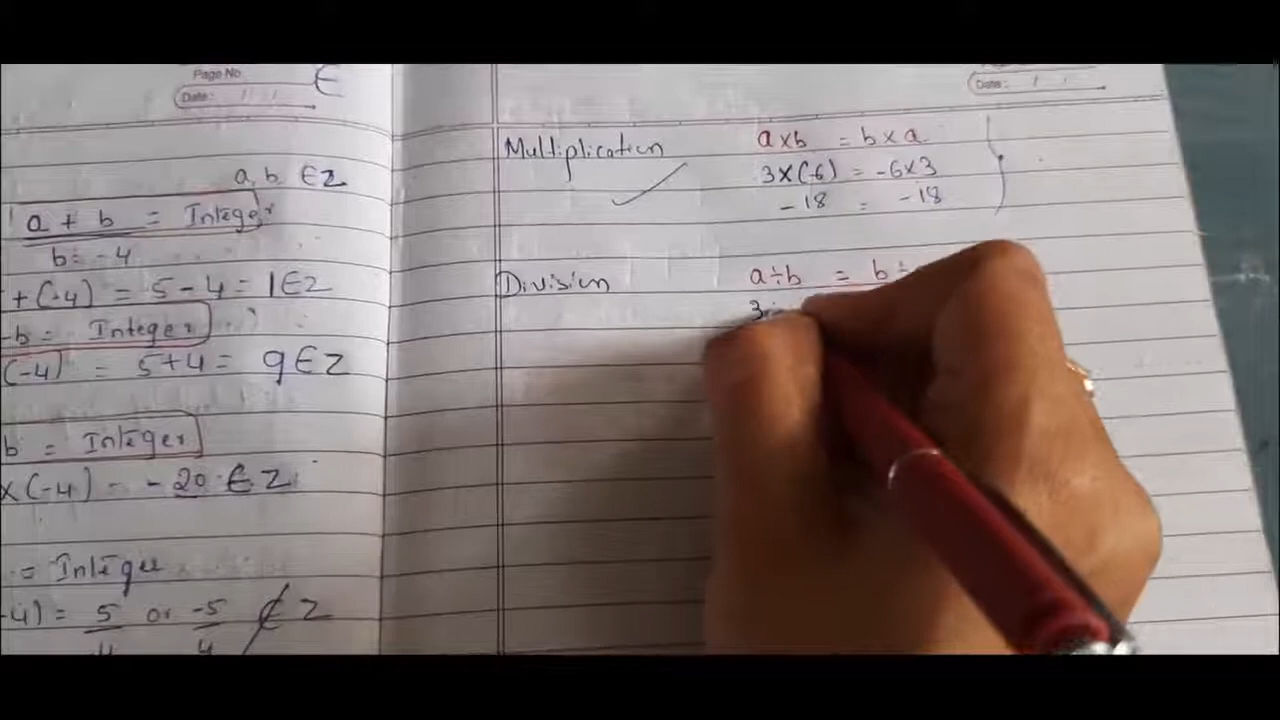 Page No
Date: / /
E
a, b ∈ Z
a + b = Integer
b = -4
+(-4) = 5 - 4 = 1 ∈ Z
-b = Integer
(-4) = 5+4 = 9 ∈ Z
b = Integer
x(-4) = -20 ∈ Z
= Integer
-4) = 5 or -5 ∉ Z
4 4
Date: / /
Multiplication a×b = b×a
3×(-6) = -6×3
-18 = -18
Division a÷b = b÷
3